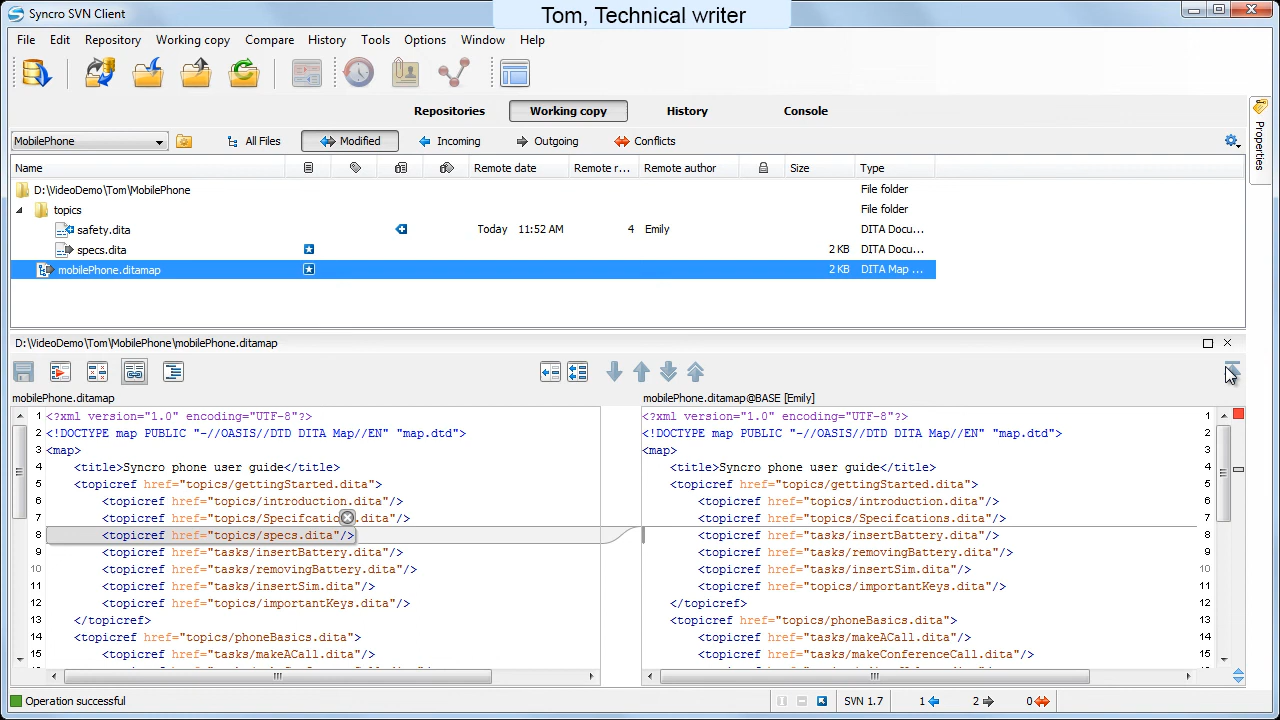 Tom, Technical writer
Syncro SVN Client
File Edit Repository Working copy Compare History Tools Options Window Help
Repositories Working copy History Console
Properties
MobilePhone All Files Modified Incoming Outgoing Conflicts
Name Remote date Remote r... Remote author Size Type
D:\VideoDemo\Tom\MobilePhone File folder
topics File folder
safety.dita Today 11:52 AM 4 Emily DITA Docu...
specs.dita 2 KB DITA Docu...
mobilePhone.ditamap 2 KB DITA Map ...
D:\VideoDemo\Tom\MobilePhone\mobilePhone.ditamap
mobilePhone.ditamap
1 <?xml version="1.0" encoding="UTF-8"?>
2 <!DOCTYPE map PUBLIC "-//OASIS//DTD DITA Map//EN" "map.dtd">
3 <map>
4 <title>Syncro phone user guide</title>
5 <topicref href="topics/gettingStarted.dita">
6 <topicref href="topics/introduction.dita"/>
7 <topicref href="topics/Specifcatio .dita"/>
8 <topicref href="topics/specs.dita"/>
9 <topicref href="tasks/insertBattery.dita"/>
10 <topicref href="tasks/removingBattery.dita"/>
11 <topicref href="tasks/insertSim.dita"/>
12 <topicref href="topics/importantKeys.dita"/>
13 </topicref>
14 <topicref href="topics/phoneBasics.dita">
15 <topicref href="tasks/makeACall.dita"/>
mobilePhone.ditamap@BASE [Emily]
<?xml version="1.0" encoding="UTF-8"?> 1
<!DOCTYPE map PUBLIC "-//OASIS//DTD DITA Map//EN" "map.dtd"> 2
<map> 3
<title>Syncro phone user guide</title> 4
<topicref href="topics/gettingStarted.dita"> 5
<topicref href="topics/introduction.dita"/> 6
<topicref href="topics/Specifcations.dita"/> 7
<topicref href="tasks/insertBattery.dita"/> 8
<topicref href="tasks/removingBattery.dita"/> 9
<topicref href="tasks/insertSim.dita"/> 10
<topicref href="topics/importantKeys.dita"/> 11
</topicref> 12
<topicref href="topics/phoneBasics.dita"> 13
<topicref href="tasks/makeACall.dita"/> 14
<topicref href="tasks/makeConferenceCall.dita"/> 15
Operation successful SVN 1.7 1 2 0